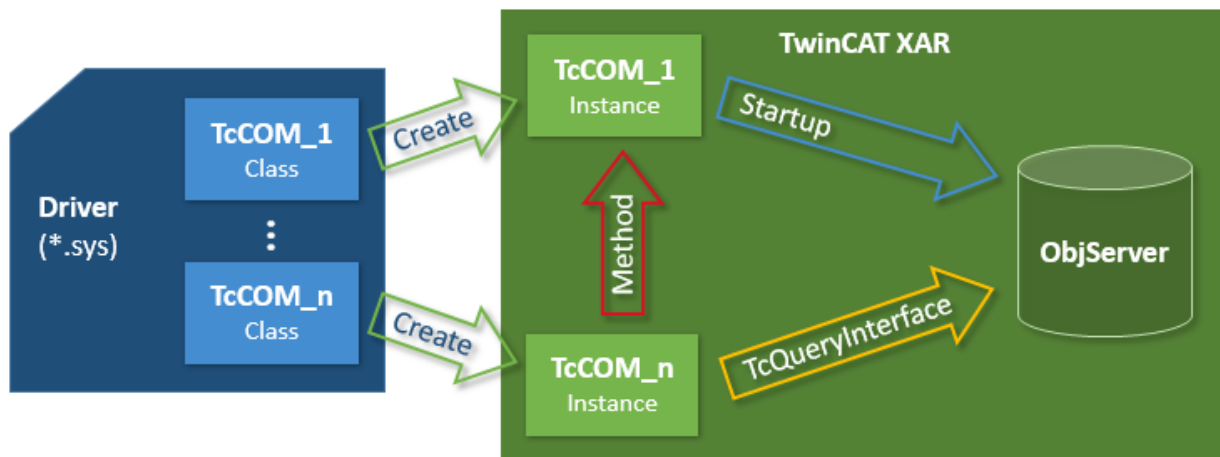 Driver
(*.sys)
TcCOM_1
Class
⋮
TcCOM_n
Class
Create
Create
TwinCAT XAR
TcCOM_1
Instance
Method
TcCOM_n
Instance
Startup
TcQueryInterface
ObjServer